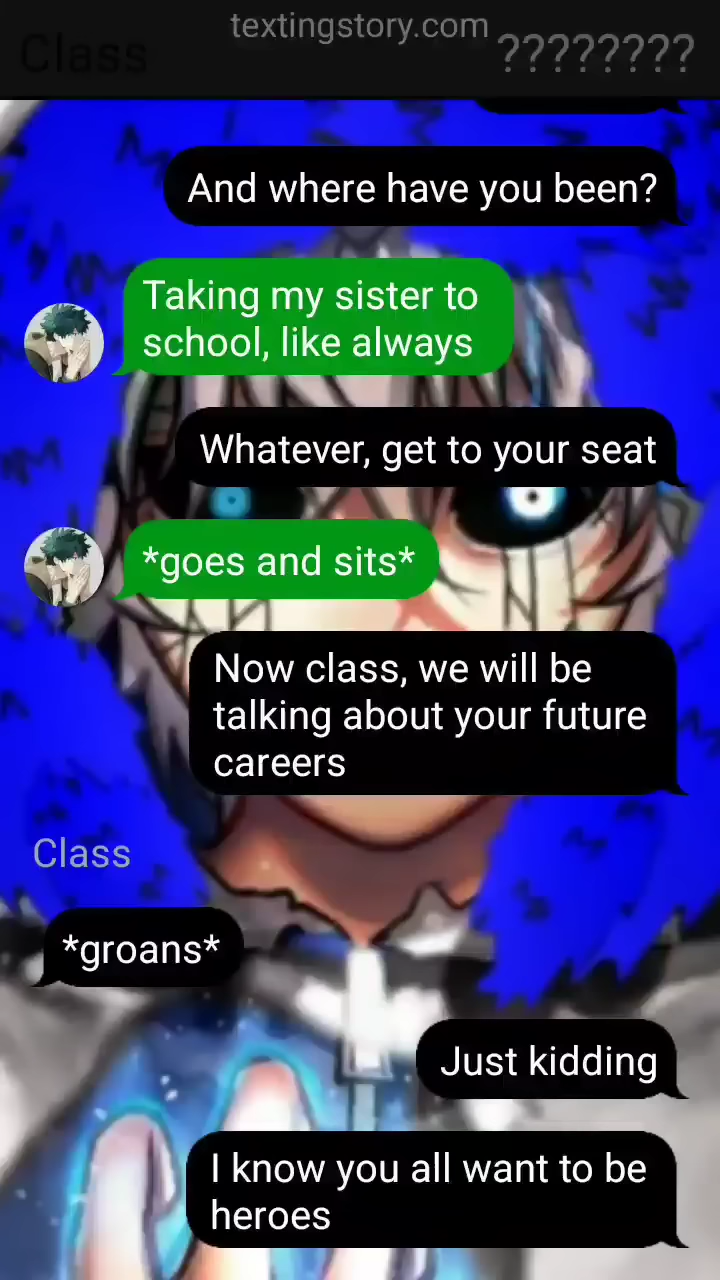 textingstory.com
Class
????????
And where have you been?
Taking my sister to
school, like always
Whatever, get to your seat
*goes and sits*
Now class, we will be
talking about your future
careers
Class
*groans*
Just kidding
I know you all want to be
heroes